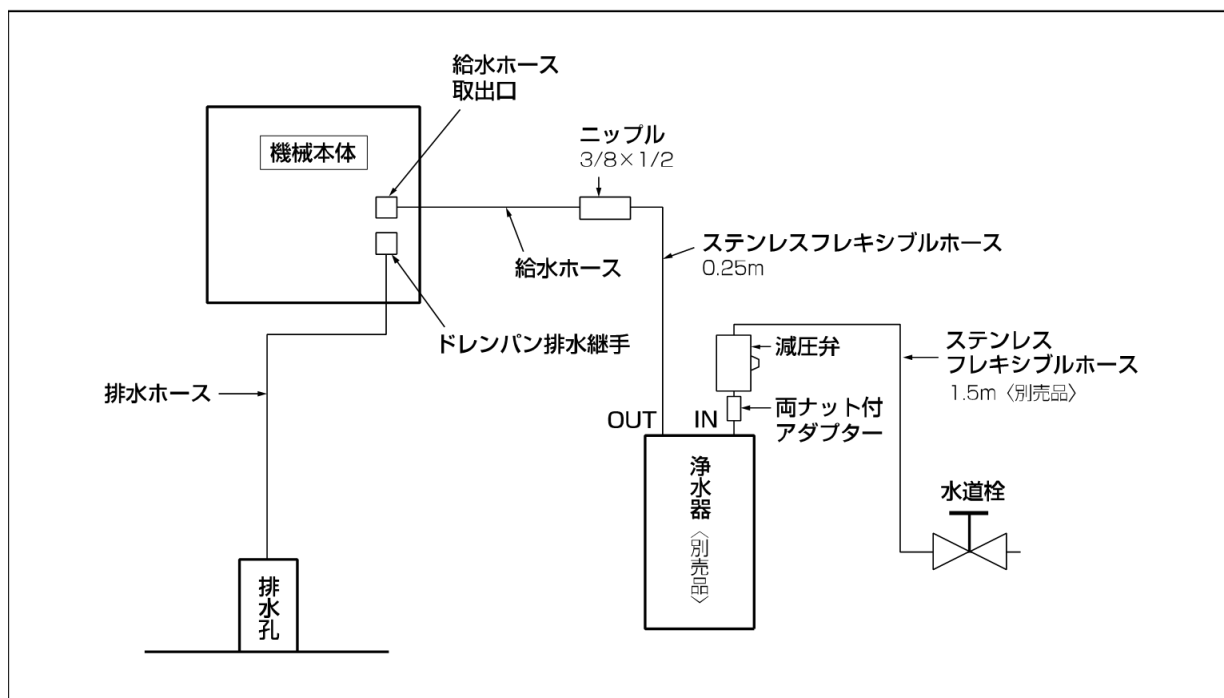 給水ホース
取出口
機械本体
ニップル
3/8×1/2
給水ホース
ステンレスフレキシブルホース
0.25m
ドレンパン排水継手
減圧弁
ステンレス
フレキシブルホース
1.5m〈別売品〉
排水ホース
両ナット付
アダプター
OUT
IN
浄水器〈別売品〉
水道栓
排水孔